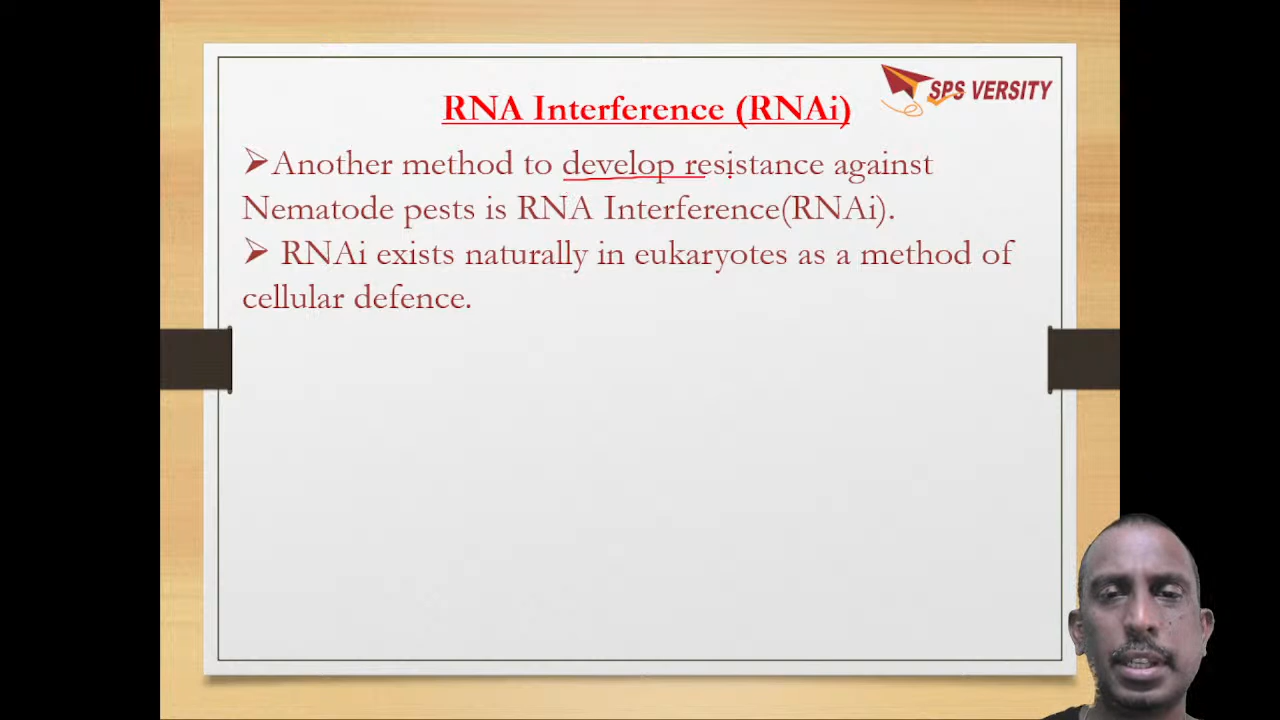 SPS VERSITY
RNA Interference (RNAi)
➢Another method to develop resistance against
Nematode pests is RNA Interference(RNAi).
➢ RNAi exists naturally in eukaryotes as a method of
cellular defence.